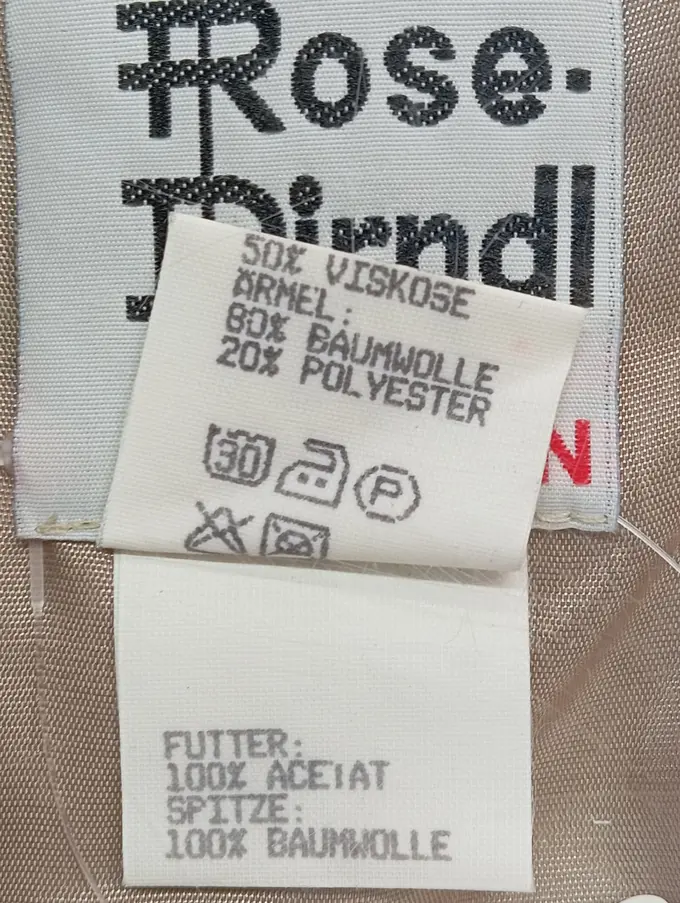 Rose-
Dirndl
50% VISKOSE
ÄRMEL:
80% BAUMWOLLE
20% POLYESTER
N
30
P
FUTTER:
100% ACETAT
SPITZE:
100% BAUMWOLLE